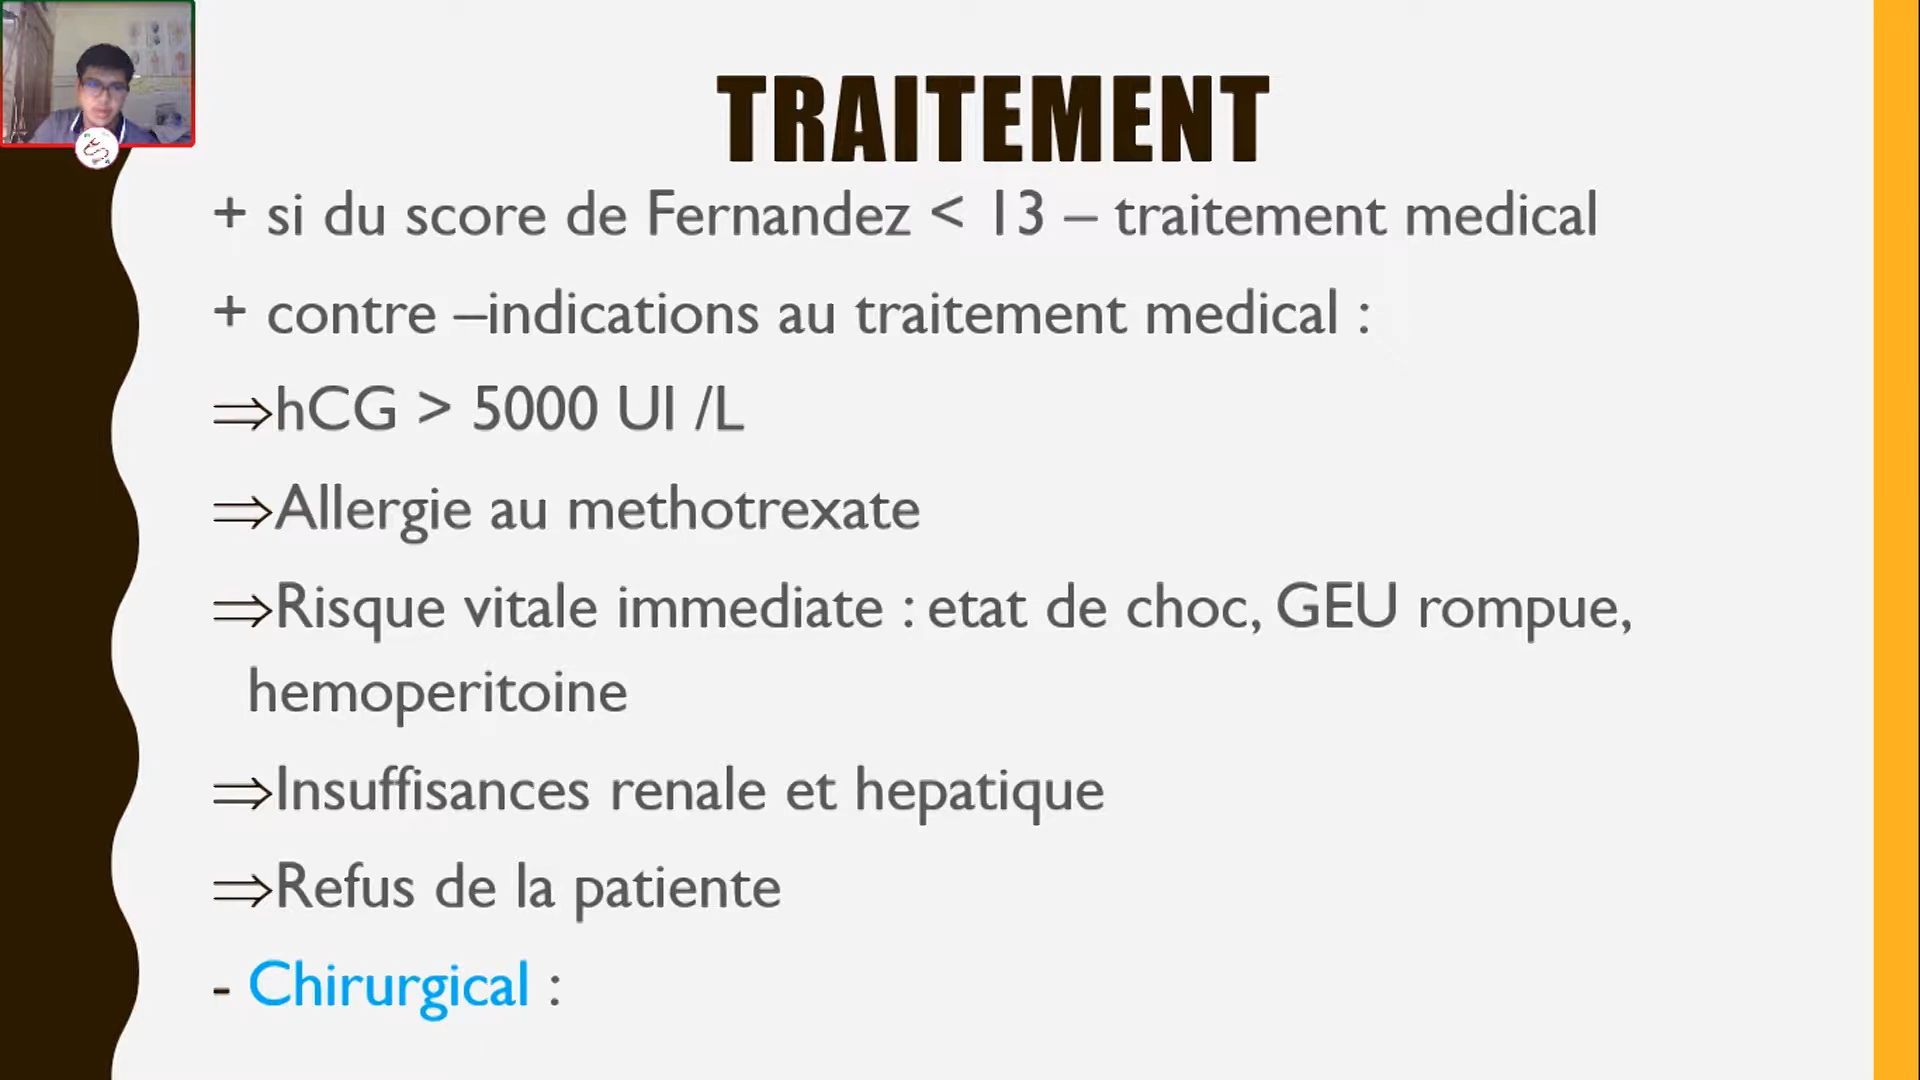 TRAITEMENT
+ si du score de Fernandez < 13 – traitement medical
+ contre –indications au traitement medical :
⇒hCG > 5000 UI /L
⇒Allergie au methotrexate
⇒Risque vitale immediate : etat de choc, GEU rompue,
hemoperitoine
⇒Insuffisances renale et hepatique
⇒Refus de la patiente
- Chirurgical :